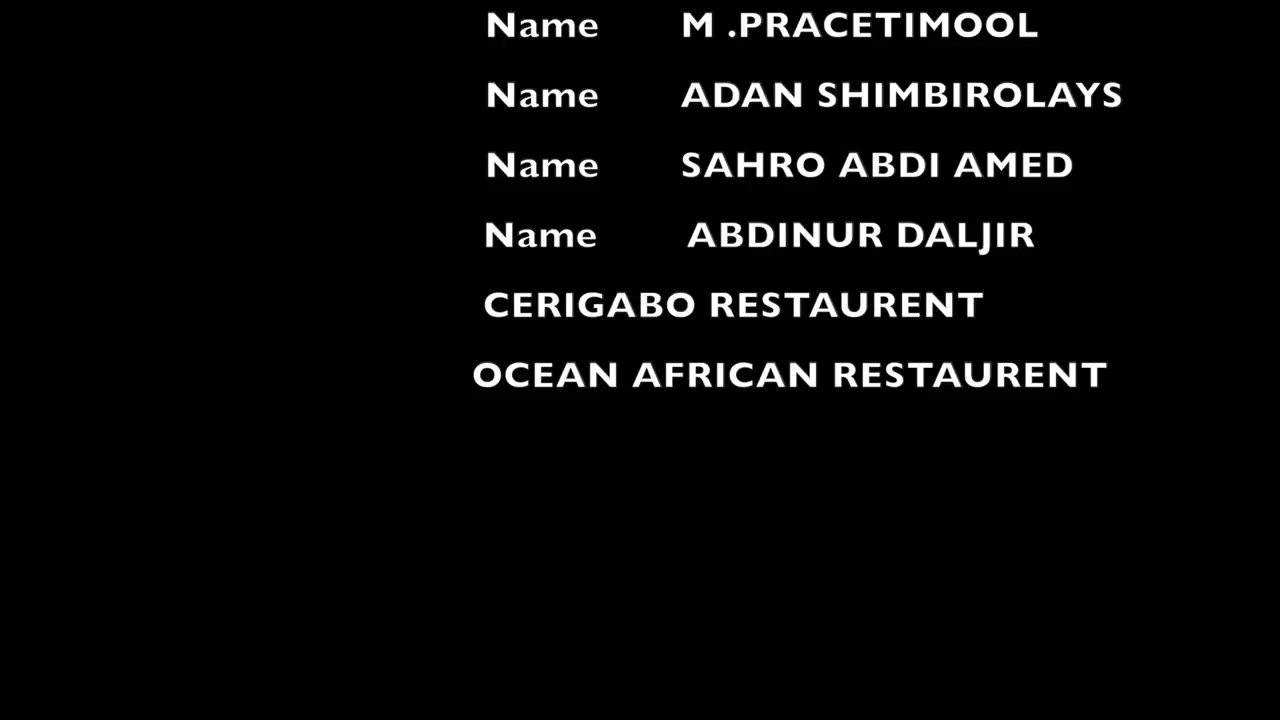 Name M .PRACETIMOOL
Name ADAN SHIMBIROLAYS
Name SAHRO ABDI AMED
Name ABDINUR DALJIR
CERIGABO RESTAURENT
OCEAN AFRICAN RESTAURENT